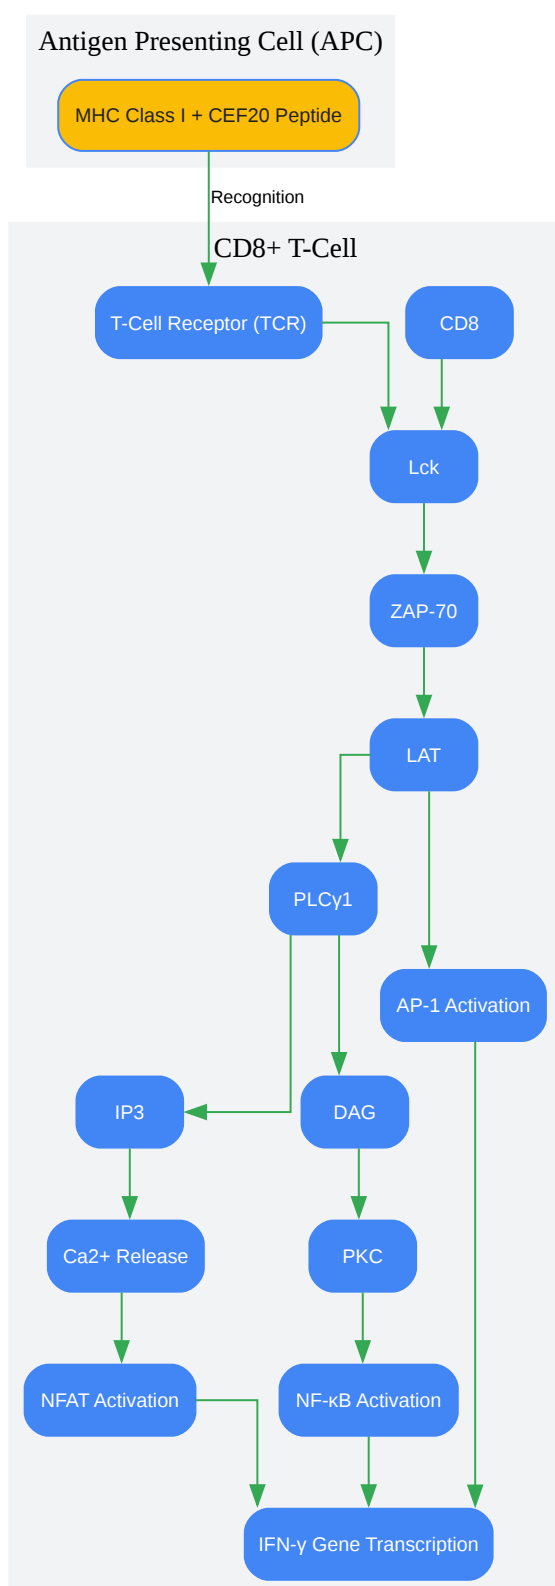 Antigen Presenting Cell (APC)
MHC Class I + CEF20 Peptide
Recognition
CD8+ T-Cell
T-Cell Receptor (TCR)
CD8
Lck
ZAP-70
LAT
PLCγ1
AP-1 Activation
IP3
DAG
Ca2+ Release
PKC
NFAT Activation
NF-κB Activation
IFN-γ Gene Transcription